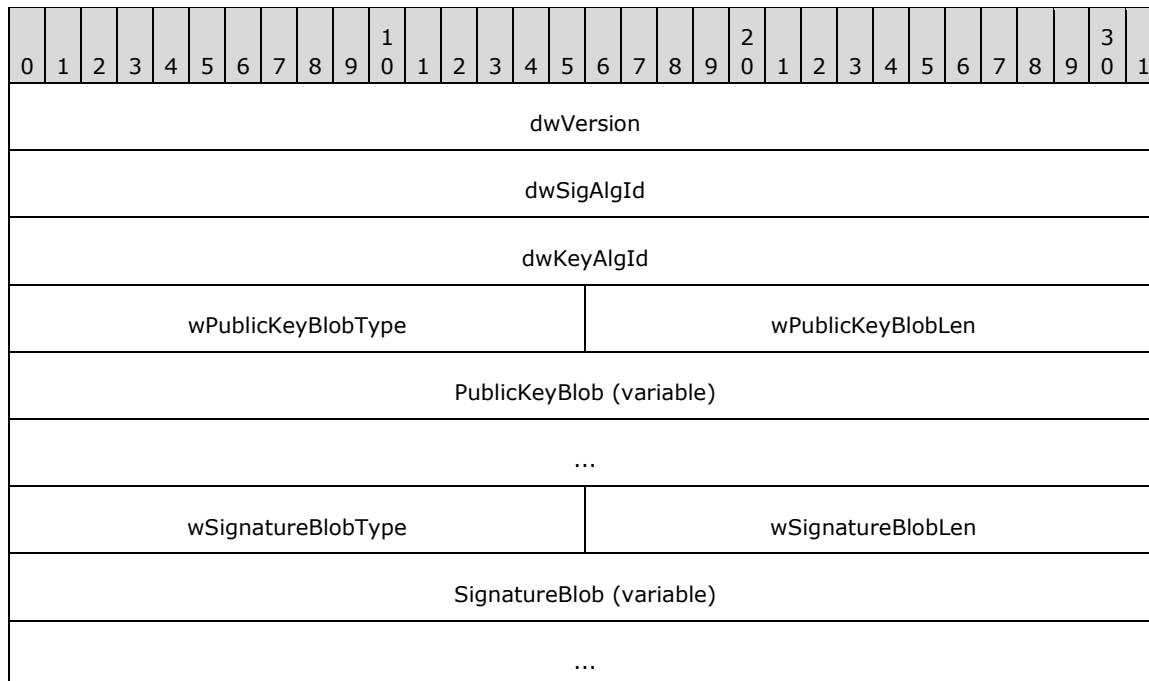 1 2 3
0 1 2 3 4 5 6 7 8 9 0 1 2 3 4 5 6 7 8 9 0 1 2 3 4 5 6 7 8 9 0 1
dwVersion
dwSigAlgId
dwKeyAlgId
wPublicKeyBlobType wPublicKeyBlobLen
PublicKeyBlob (variable)
...
wSignatureBlobType wSignatureBlobLen
SignatureBlob (variable)
...